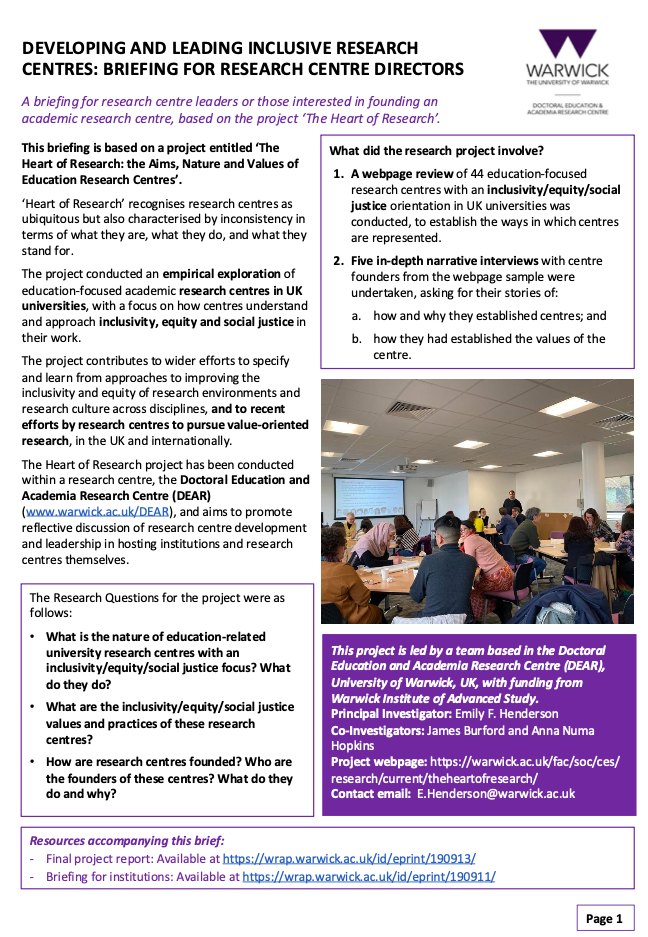 DEVELOPING AND LEADING INCLUSIVE RESEARCH
CENTRES: BRIEFING FOR RESEARCH CENTRE DIRECTORS
WARWICK
THE UNIVERSITY OF WARWICK
DOCTORAL EDUCATION &
ACADEMIA RESEARCH CENTRE
A briefing for research centre leaders or those interested in founding an
academic research centre, based on the project ‘The Heart of Research’.
This briefing is based on a project entitled ‘The
Heart of Research: the Aims, Nature and Values of
Education Research Centres’.
‘Heart of Research’ recognises research centres as
ubiquitous but also characterised by inconsistency in
terms of what they are, what they do, and what they
stand for.
The project conducted an empirical exploration of
education-focused academic research centres in UK
universities, with a focus on how centres understand
and approach inclusivity, equity and social justice in
their work.
The project contributes to wider efforts to specify
and learn from approaches to improving the
inclusivity and equity of research environments and
research culture across disciplines, and to recent
efforts by research centres to pursue value-oriented
research, in the UK and internationally.
The Heart of Research project has been conducted
within a research centre, the Doctoral Education and
Academia Research Centre (DEAR)
(www.warwick.ac.uk/DEAR), and aims to promote
reflective discussion of research centre development
and leadership in hosting institutions and research
centres themselves.
The Research Questions for the project were as
follows:
• What is the nature of education-related
university research centres with an
inclusivity/equity/social justice focus? What
do they do?
• What are the inclusivity/equity/social justice
values and practices of these research
centres?
• How are research centres founded? Who are
the founders of these centres? What do they
do and why?
What did the research project involve?
1. A webpage review of 44 education-focused
research centres with an inclusivity/equity/social
justice orientation in UK universities was
conducted, to establish the ways in which centres
are represented.
2. Five in-depth narrative interviews with centre
founders from the webpage sample were
undertaken, asking for their stories of:
a. how and why they established centres; and
b. how they had established the values of the
centre.
This project is led by a team based in the Doctoral
Education and Academia Research Centre (DEAR),
University of Warwick, UK, with funding from
Warwick Institute of Advanced Study.
Principal Investigator: Emily F. Henderson
Co-Investigators: James Burford and Anna Numa
Hopkins
Project webpage: https://warwick.ac.uk/fac/soc/ces/
research/current/theheartofresearch/
Contact email: E.Henderson@warwick.ac.uk
Resources accompanying this brief:
- Final project report: Available at https://wrap.warwick.ac.uk/id/eprint/190913/
- Briefing for institutions: Available at https://wrap.warwick.ac.uk/id/eprint/190911/
Page 1